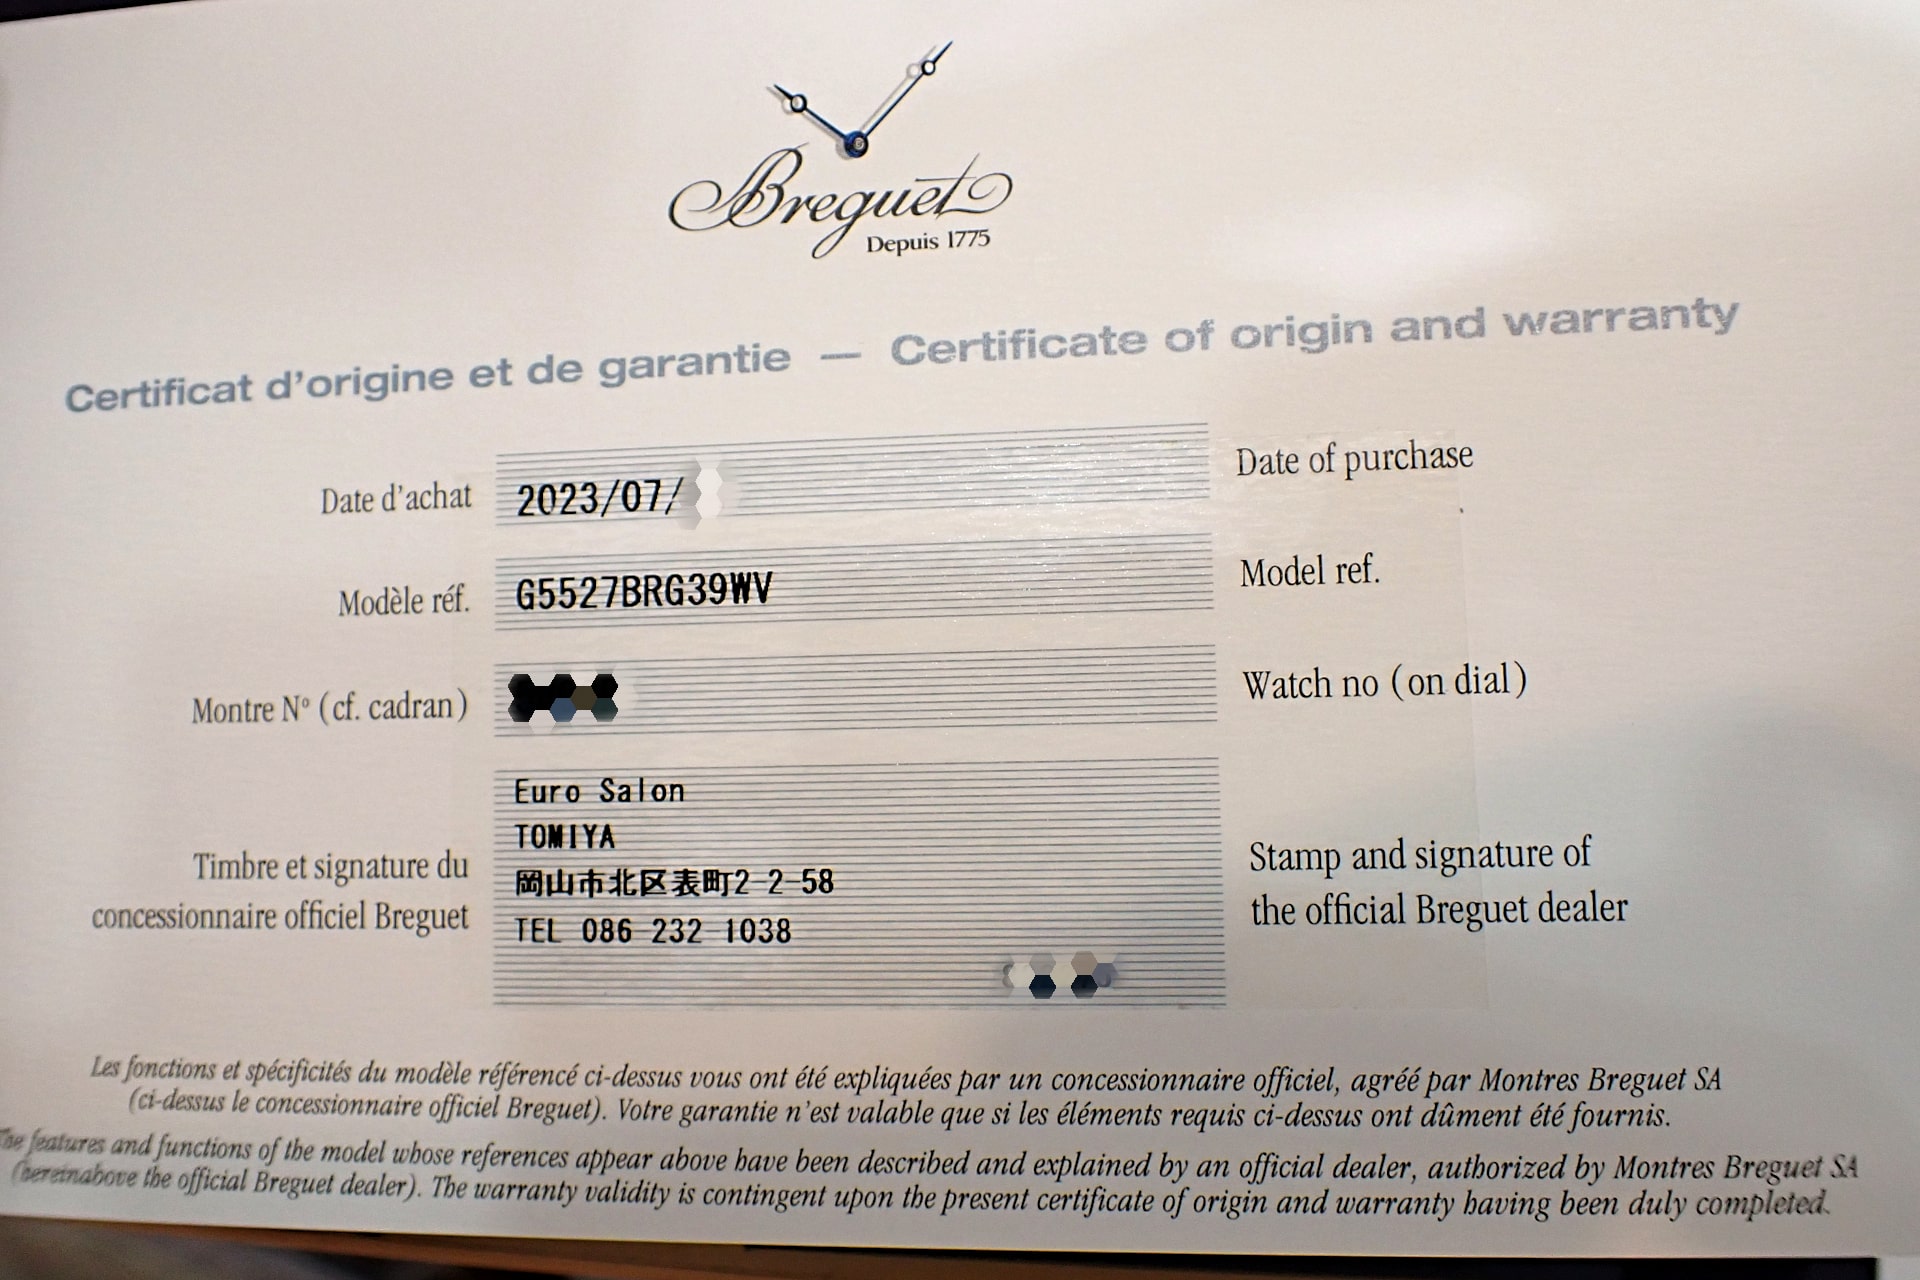 Breguet
Depuis 1775
Certificat d'origine et de garantie — Certificate of origin and warranty
Date d'achat 2023/07/ Date of purchase
Modèle réf. G5527BRG39WV Model ref.
Montre N° (cf. cadran) Watch no (on dial)
Euro Salon
TOMIYA
Timbre et signature du
concessionnaire officiel Breguet
岡山市北区表町2-2-58
TEL 086 232 1038
Stamp and signature of
the official Breguet dealer
Les fonctions et spécificités du modèle référencé ci-dessus vous ont été expliquées par un concessionnaire officiel, agréé par Montres Breguet SA
(ci-dessus le concessionnaire officiel Breguet). Votre garantie n'est valable que si les éléments requis ci-dessus ont dûment été fournis.
The features and functions of the model whose references appear above have been described and explained by an official dealer, authorized by Montres Breguet SA
(hereinabove the official Breguet dealer). The warranty validity is contingent upon the present certificate of origin and warranty having been duly completed.